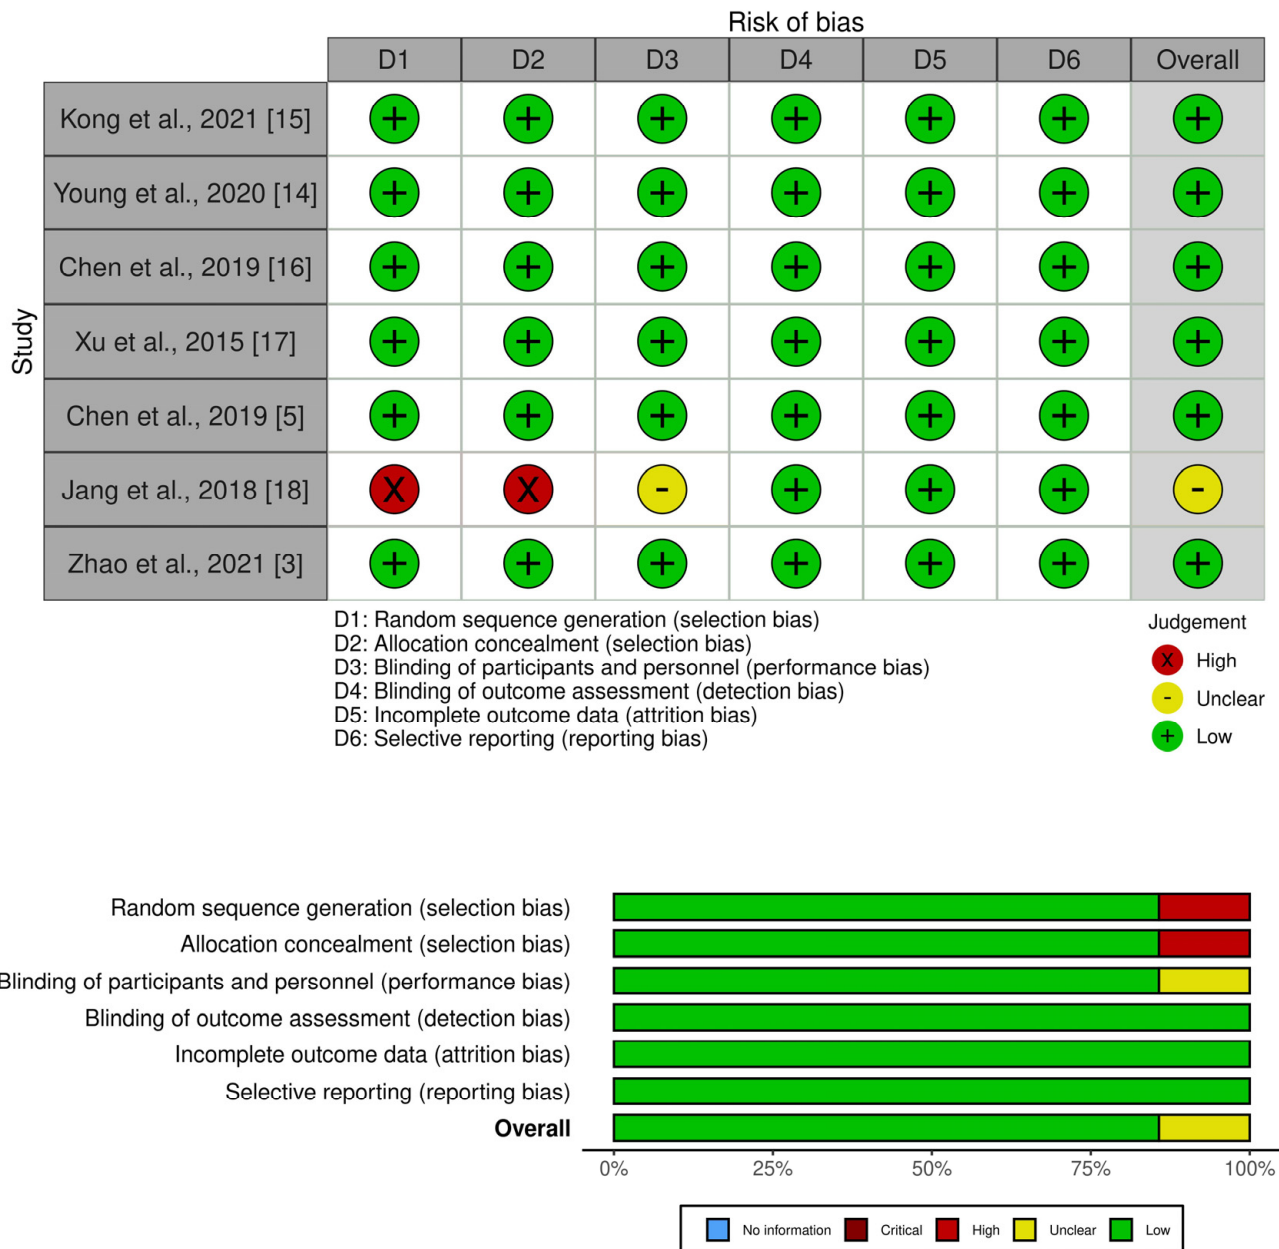 Risk of bias
D1 D2 D3 D4 D5 D6 Overall
Study
Kong et al., 2021 [15] + + + + + + +
Young et al., 2020 [14] + + + + + + +
Chen et al., 2019 [16] + + + + + + +
Xu et al., 2015 [17] + + + + + + +
Chen et al., 2019 [5] + + + + + + +
Jang et al., 2018 [18] X X - + + + -
Zhao et al., 2021 [3] + + + + + + +
D1: Random sequence generation (selection bias)
D2: Allocation concealment (selection bias)
D3: Blinding of participants and personnel (performance bias)
D4: Blinding of outcome assessment (detection bias)
D5: Incomplete outcome data (attrition bias)
D6: Selective reporting (reporting bias)
Judgement
X High
- Unclear
+ Low
Random sequence generation (selection bias)
Allocation concealment (selection bias)
Blinding of participants and personnel (performance bias)
Blinding of outcome assessment (detection bias)
Incomplete outcome data (attrition bias)
Selective reporting (reporting bias)
Overall
0% 25% 50% 75% 100%
No information Critical High Unclear Low